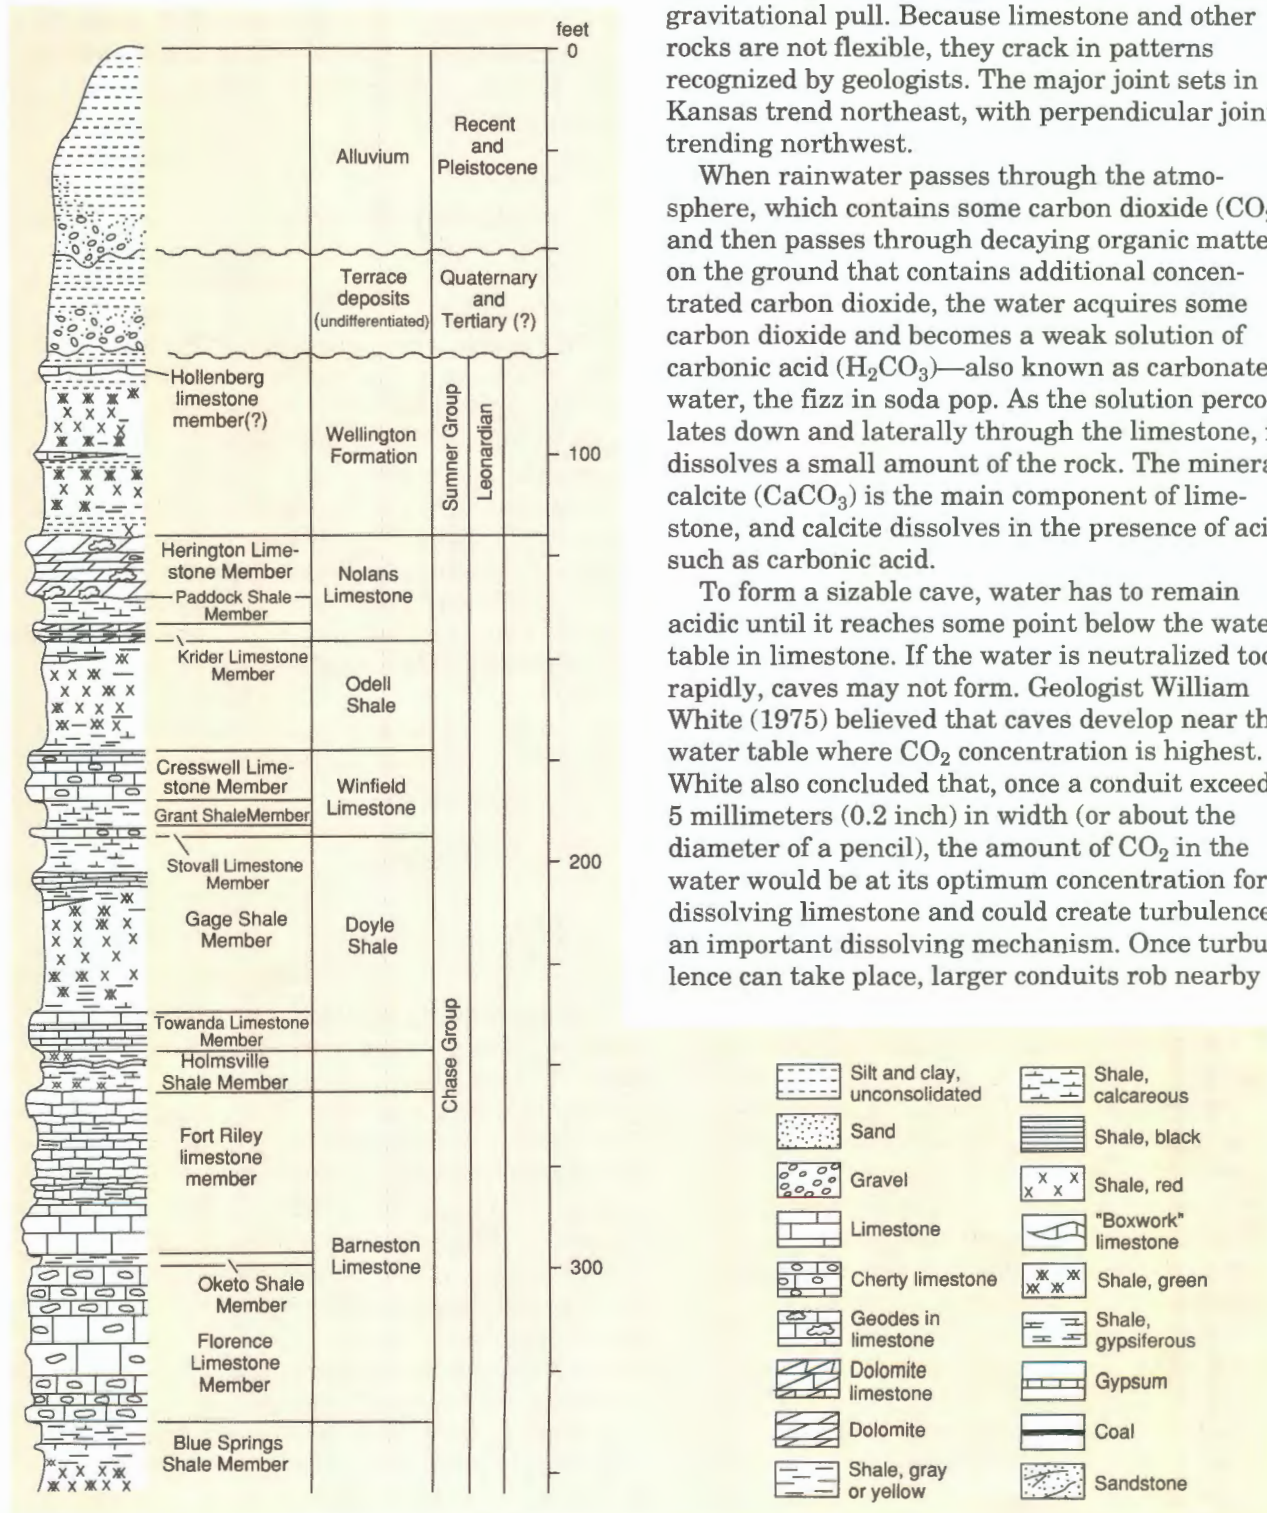 feet
0
100
200
300
Alluvium
Recent
and
Pleistocene
Terrace
deposits
(undifferentiated)
Quaternary
and
Tertiary (?)
Hollenberg
limestone
member(?)
Wellington
Formation
Sumner Group
Leonardian
Herington Lime-
stone Member
Paddock Shale
Member
Nolans
Limestone
Krider Limestone
Member
Odell
Shale
Cresswell Lime-
stone Member
Grant ShaleMember
Winfield
Limestone
Stovall Limestone
Member
Gage Shale
Member
Doyle
Shale
Towanda Limestone
Member
Holmsville
Shale Member
Chase Group
Fort Riley
limestone
member
Barneston
Limestone
Oketo Shale
Member
Florence
Limestone
Member
Blue Springs
Shale Member
gravitational pull. Because limestone and other
rocks are not flexible, they crack in patterns
recognized by geologists. The major joint sets in
Kansas trend northeast, with perpendicular join
trending northwest.
When rainwater passes through the atmo-
sphere, which contains some carbon dioxide (CO
and then passes through decaying organic matte
on the ground that contains additional concen-
trated carbon dioxide, the water acquires some
carbon dioxide and becomes a weak solution of
carbonic acid (H₂CO₃)—also known as carbonate
water, the fizz in soda pop. As the solution perco
lates down and laterally through the limestone,
dissolves a small amount of the rock. The minera
calcite (CaCO₃) is the main component of lime-
stone, and calcite dissolves in the presence of aci
such as carbonic acid.
To form a sizable cave, water has to remain
acidic until it reaches some point below the wate
table in limestone. If the water is neutralized too
rapidly, caves may not form. Geologist William
White (1975) believed that caves develop near th
water table where CO₂ concentration is highest.
White also concluded that, once a conduit exceed
5 millimeters (0.2 inch) in width (or about the
diameter of a pencil), the amount of CO₂ in the
water would be at its optimum concentration for
dissolving limestone and could create turbulence
an important dissolving mechanism. Once turbu
lence can take place, larger conduits rob nearby
Silt and clay,
unconsolidated
Sand
Gravel
Limestone
Cherty limestone
Geodes in
limestone
Dolomite
limestone
Dolomite
Shale, gray
or yellow
Shale,
calcareous
Shale, black
Shale, red
"Boxwork"
limestone
Shale, green
Shale,
gypsiferous
Gypsum
Coal
Sandstone